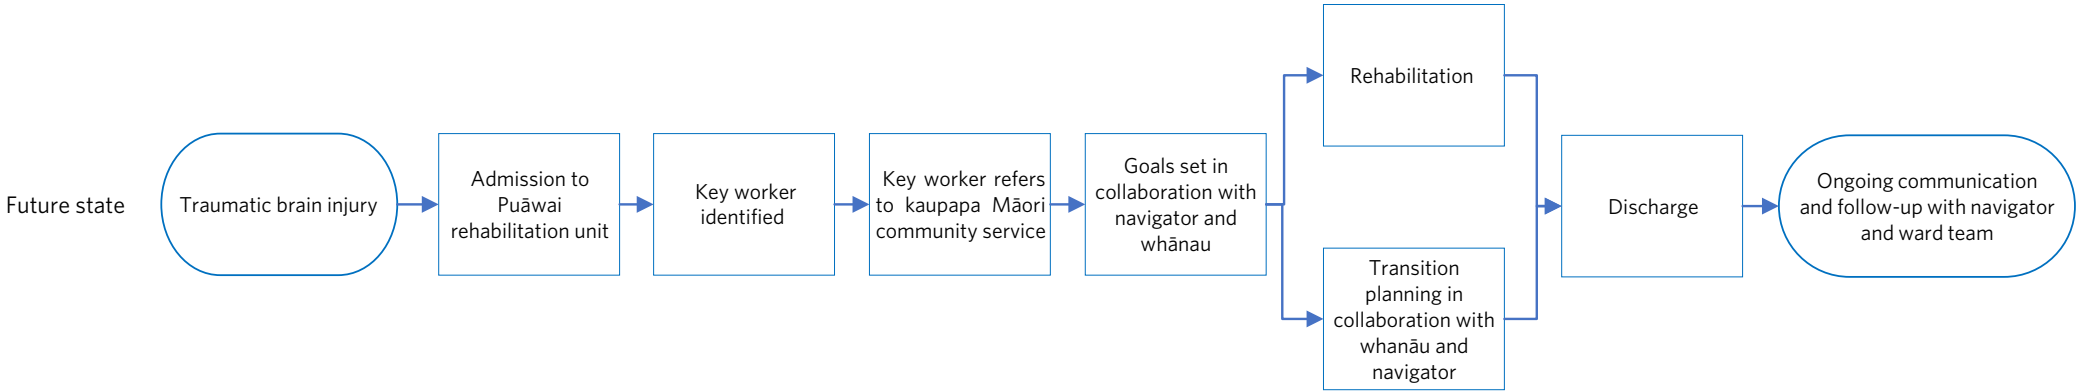 Future state
Traumatic brain injury
Admission to
Puāwai
rehabilitation unit
Key worker
identified
Key worker refers
to kaupapa Māori
community service
Goals set in
collaboration with
navigator and
whānau
Rehabilitation
Transition
planning in
collaboration with
whanāu and
navigator
Discharge
Ongoing communication
and follow-up with navigator
and ward team